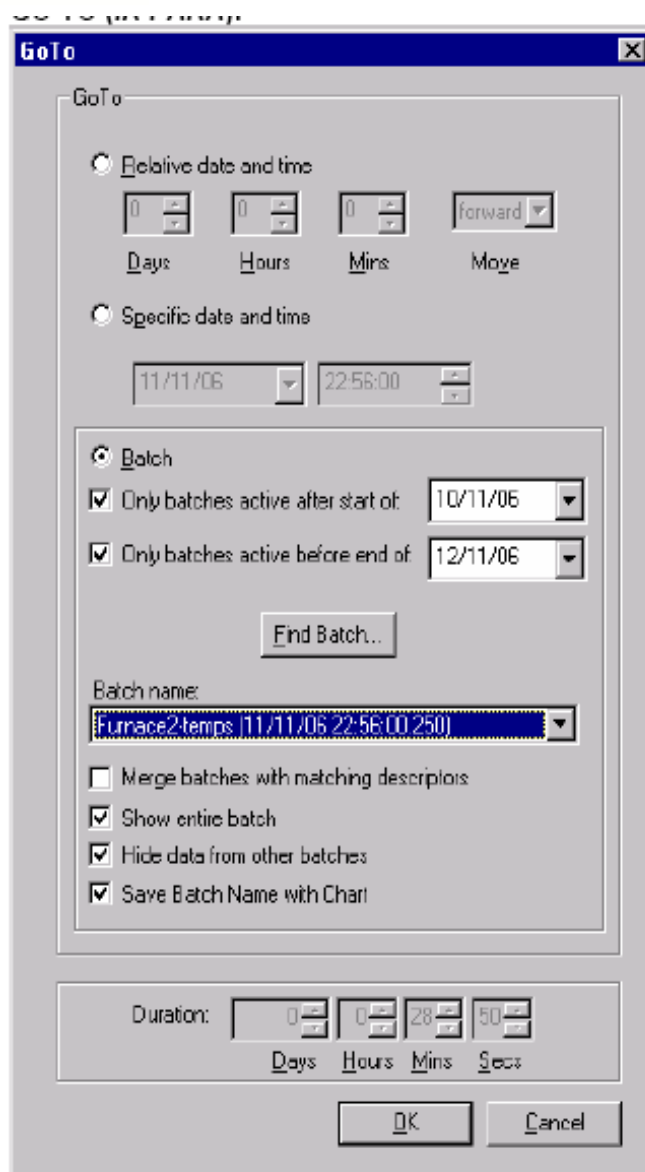 GoTo
GoTo
Relative date and time
0 0 0 forward
Days Hours Mins Move
Specific date and time
11/11/06 22:56:00
Batch
Only batches active after start of: 10/11/06
Only batches active before end of: 12/11/06
Find Batch...
Batch name:
Furnace2-temps (11/11/06 22:56:00.250)
Merge batches with matching descriptors
Show entire batch
Hide data from other batches
Save Batch Name with Chart
Duration: 0 0 28 50
Days Hours Mins Secs
OK Cancel